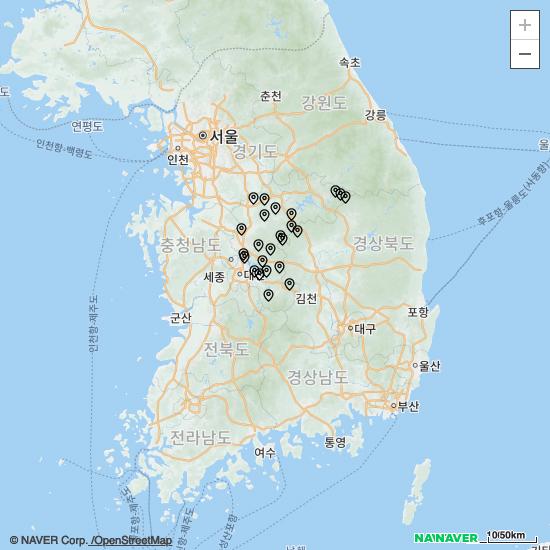 +
−
속초
춘천
강원도
강릉
도
연평도
서울
인천항-백령도
인천
경기도
울
후포항-울릉도(사동항)
충청남도
경상북도
세종
대
인천항-제주도
김천
군산
포항
대구
전북도
울산
경상남도
부산
전라남도
통영
여수
© NAVER Corp. /OpenStreetMap
NAVER
10/50km